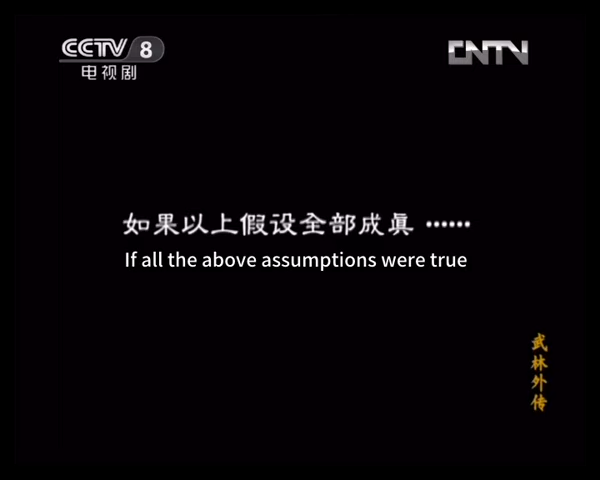 CCTV 8
电视剧
CNTV
如果以上假设全部成真……
If all the above assumptions were true
武林外传